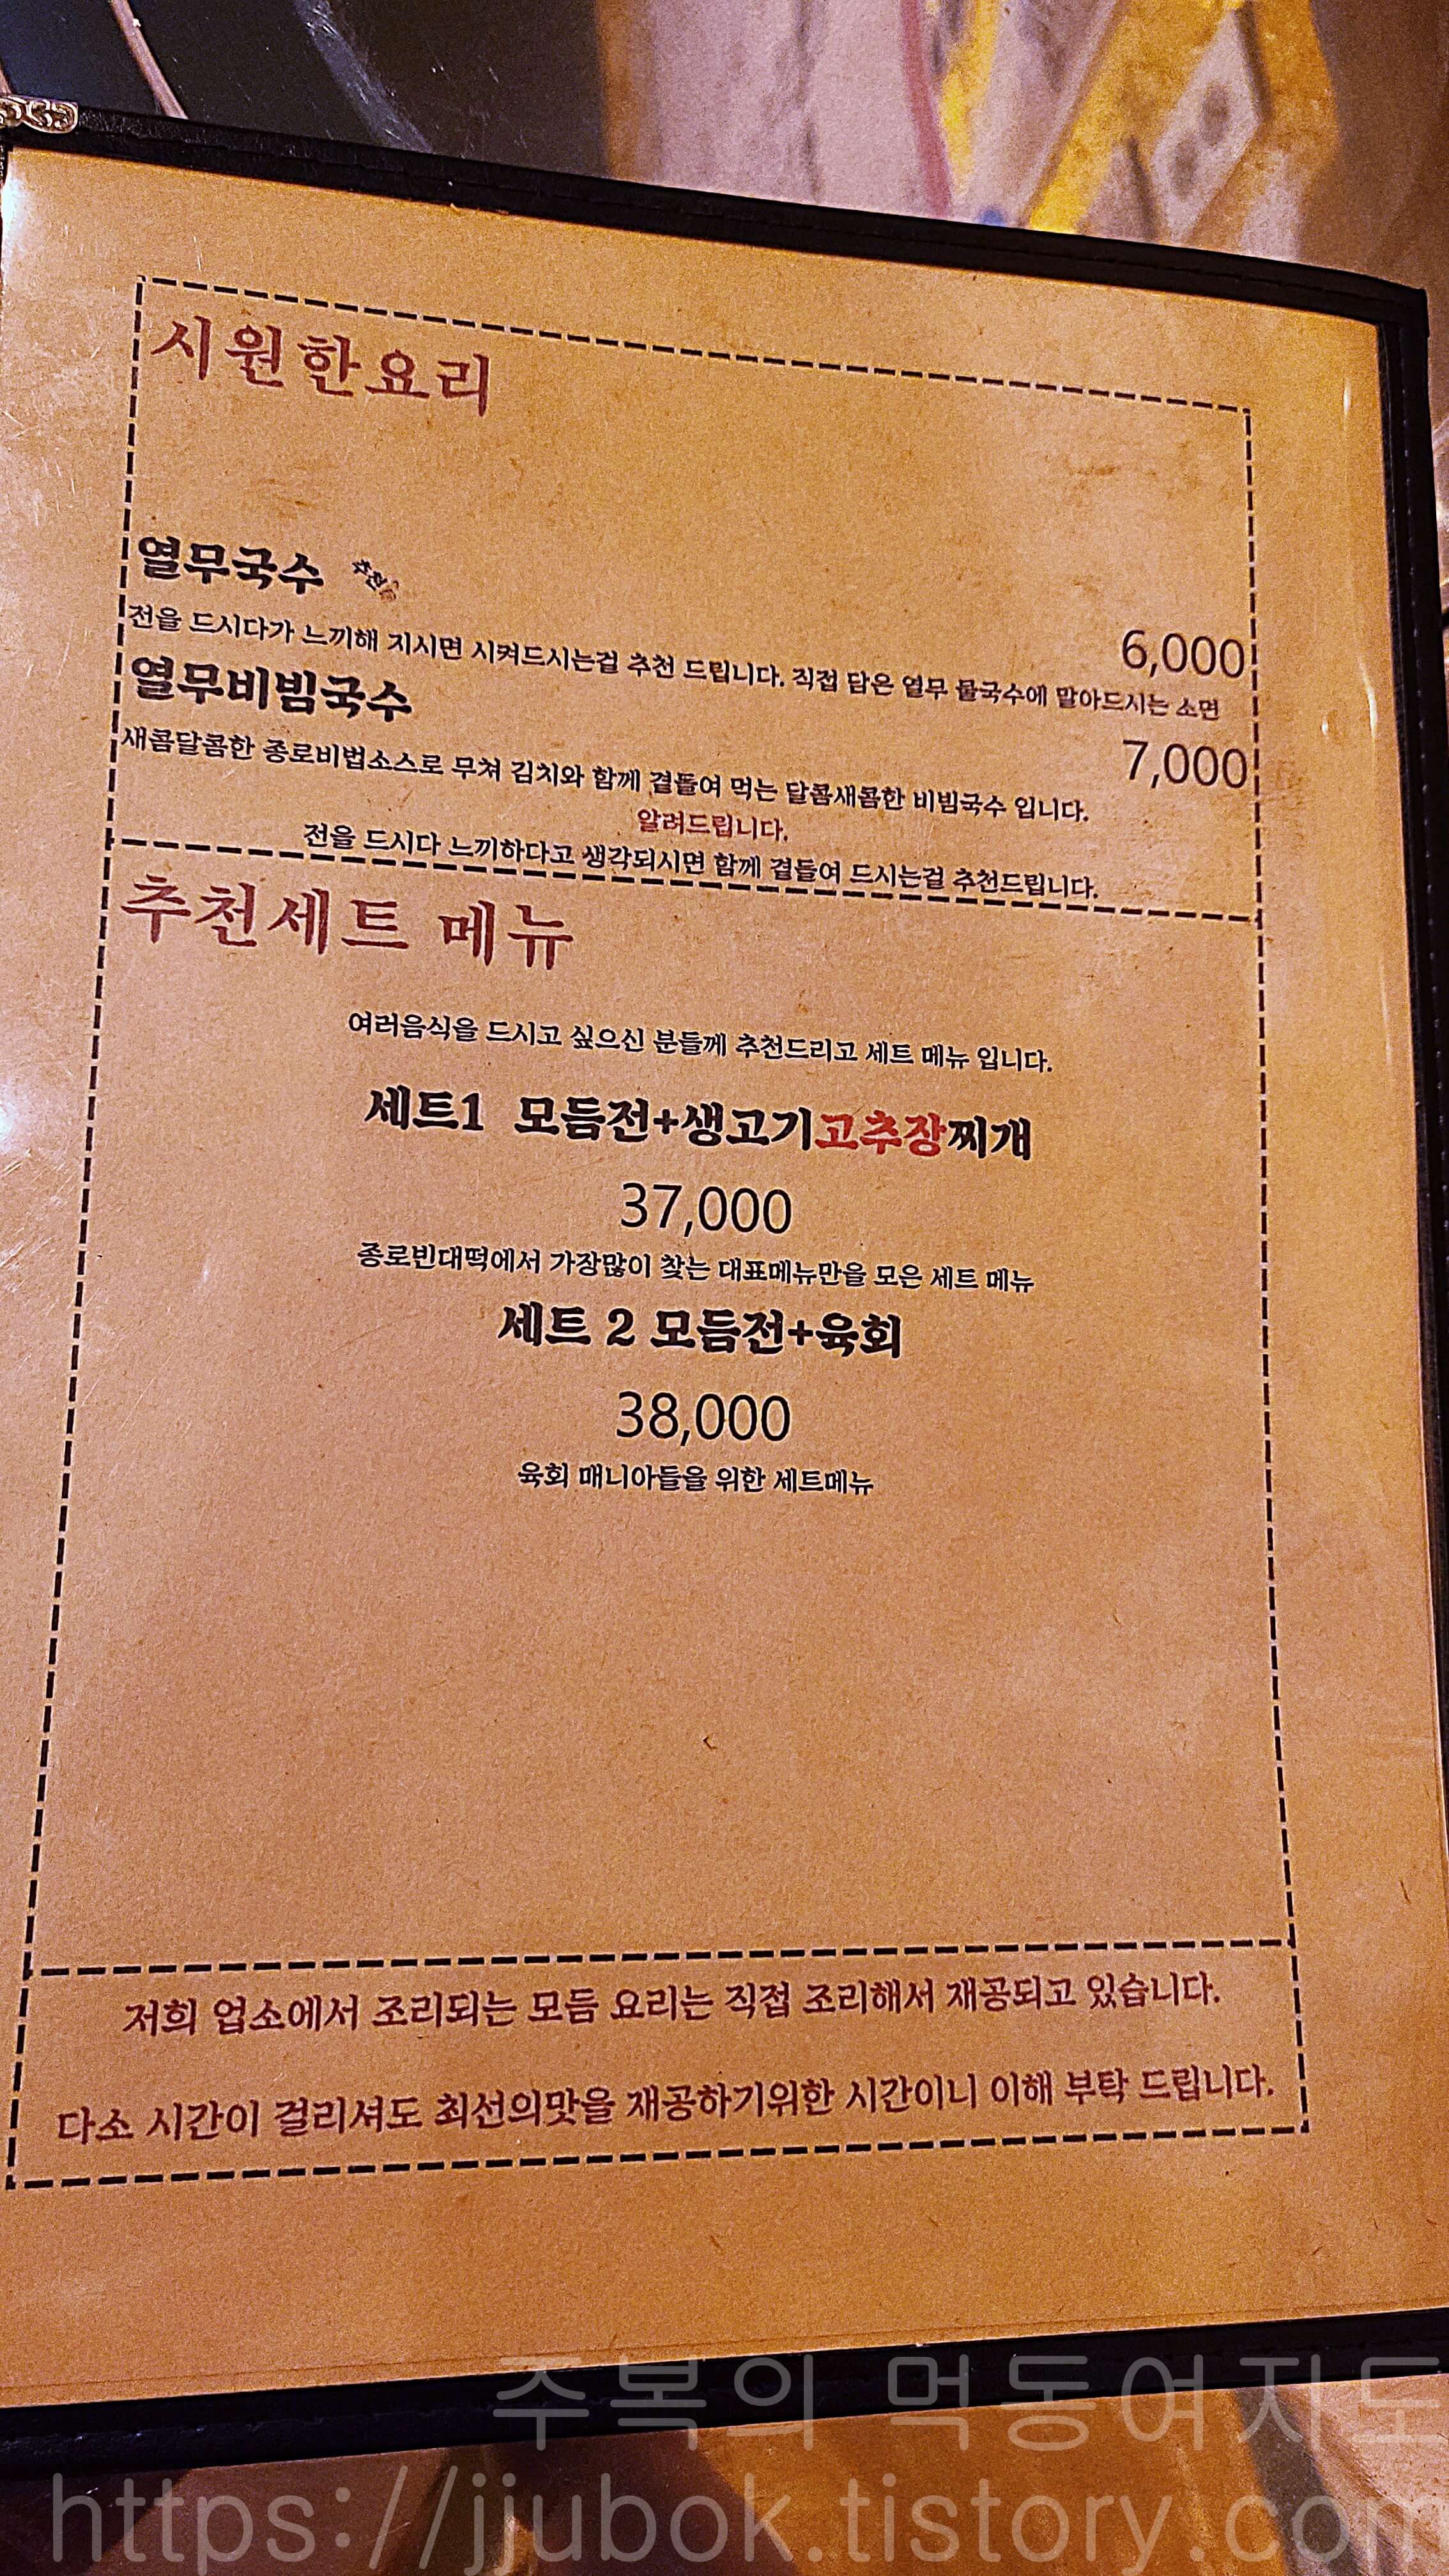 시원한요리
열무국수 추천
6,000
전을 드시다가 느끼해 지시면 시켜드시는걸 추천 드립니다. 직접 담은 열무 물국수에 말아드시는 소면
열무비빔국수
7,000
새콤달콤한 종로비법소스로 무쳐 김치와 함께 곁들여 먹는 달콤새콤한 비빔국수 입니다.
알려드립니다.
전을 드시다 느끼하다고 생각되시면 함께 곁들여 드시는걸 추천드립니다.
추천세트 메뉴
여러음식을 드시고 싶으신 분들께 추천드리고 세트 메뉴 입니다.
세트1 모듬전+생고기고추장찌개
37,000
종로빈대떡에서 가장많이 찾는 대표메뉴만을 모은 세트 메뉴
세트 2 모듬전+육회
38,000
육회 매니아들을 위한 세트메뉴
저희 업소에서 조리되는 모듬 요리는 직접 조리해서 재공되고 있습니다.
다소 시간이 걸리셔도 최선의맛을 재공하기위한 시간이니 이해 부탁 드립니다.
주복의 먹동여지도
https://jjubok.tistory.com